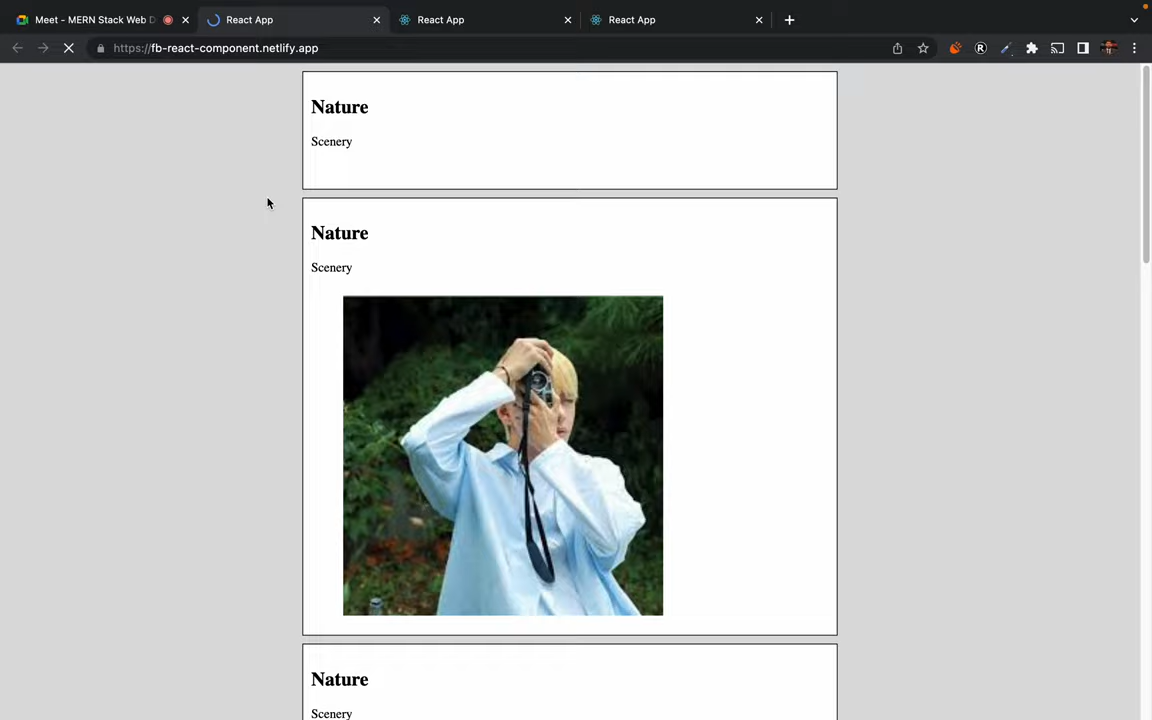 Meet - MERN Stack Web D
React App
React App
React App
https://fb-react-component.netlify.app
Nature
Scenery
Nature
Scenery
Nature
Scenery